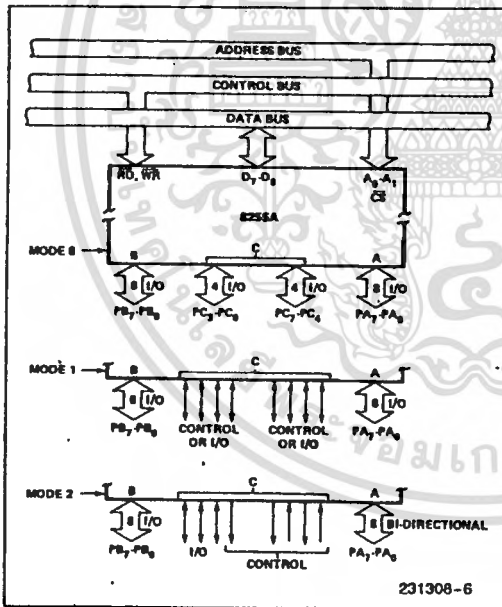 ADDRESS BUS
CONTROL BUS
DATA BUS
RD, WR D7-D0 A0-A1
CS
8255A
MODE 0 B C A
8 I/O 4 I/O 4 I/O 8 I/O
PB7-PB0 PC3-PC0 PC7-PC4 PA7-PA0
MODE 1 B C A
8 I/O 8 I/O
PB7-PB0 CONTROL OR I/O CONTROL OR I/O PA7-PA0
MODE 2 B C A
8 I/O 8 BI-DIRECTIONAL
PB7-PB0 I/O CONTROL PA7-PA0
231308-6